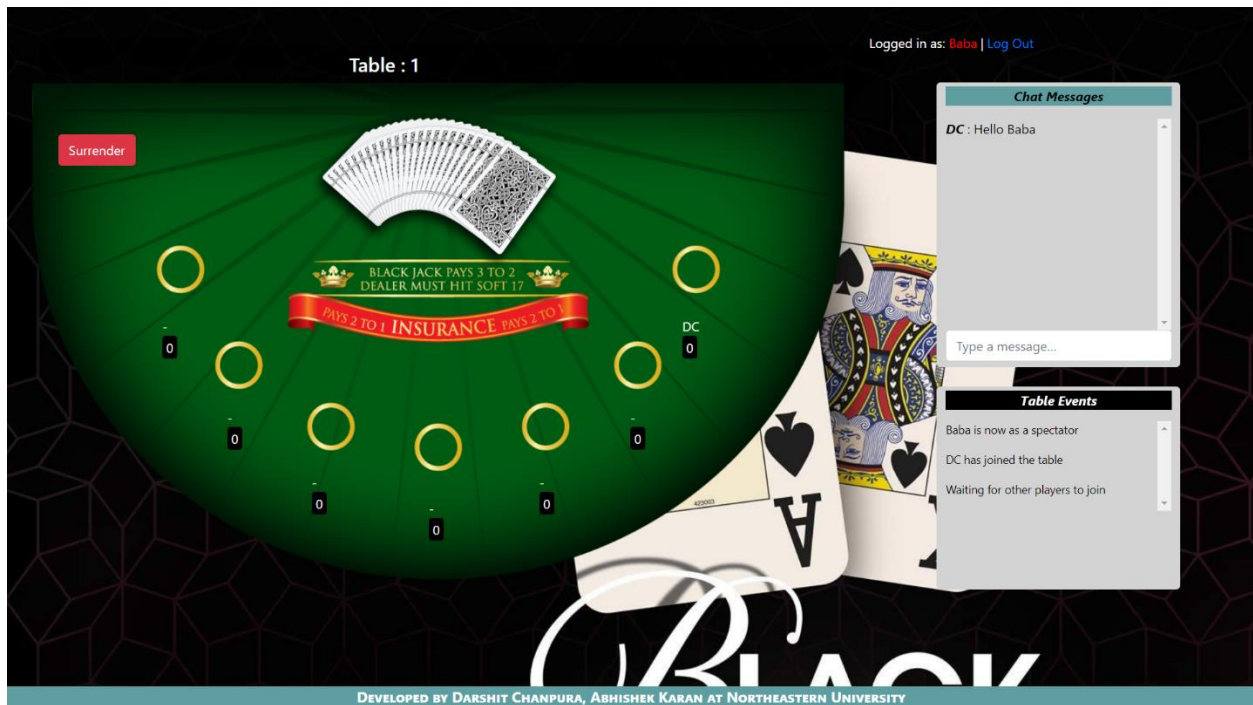 Logged in as: Baba | Log Out
Table : 1
Surrender
BLACK JACK PAYS 3 TO 2
DEALER MUST HIT SOFT 17
PAYS 2 TO 1 INSURANCE PAYS 2 TO 1
-
0
-
0
-
0
-
0
-
0
-
0
DC
0
Chat Messages
DC : Hello Baba
Type a message...
Table Events
Baba is now as a spectator
DC has joined the table
Waiting for other players to join
423003
A
K
BLACK
DEVELOPED BY DARSHIT CHANPURA, ABHISHEK KARAN AT NORTHEASTERN UNIVERSITY